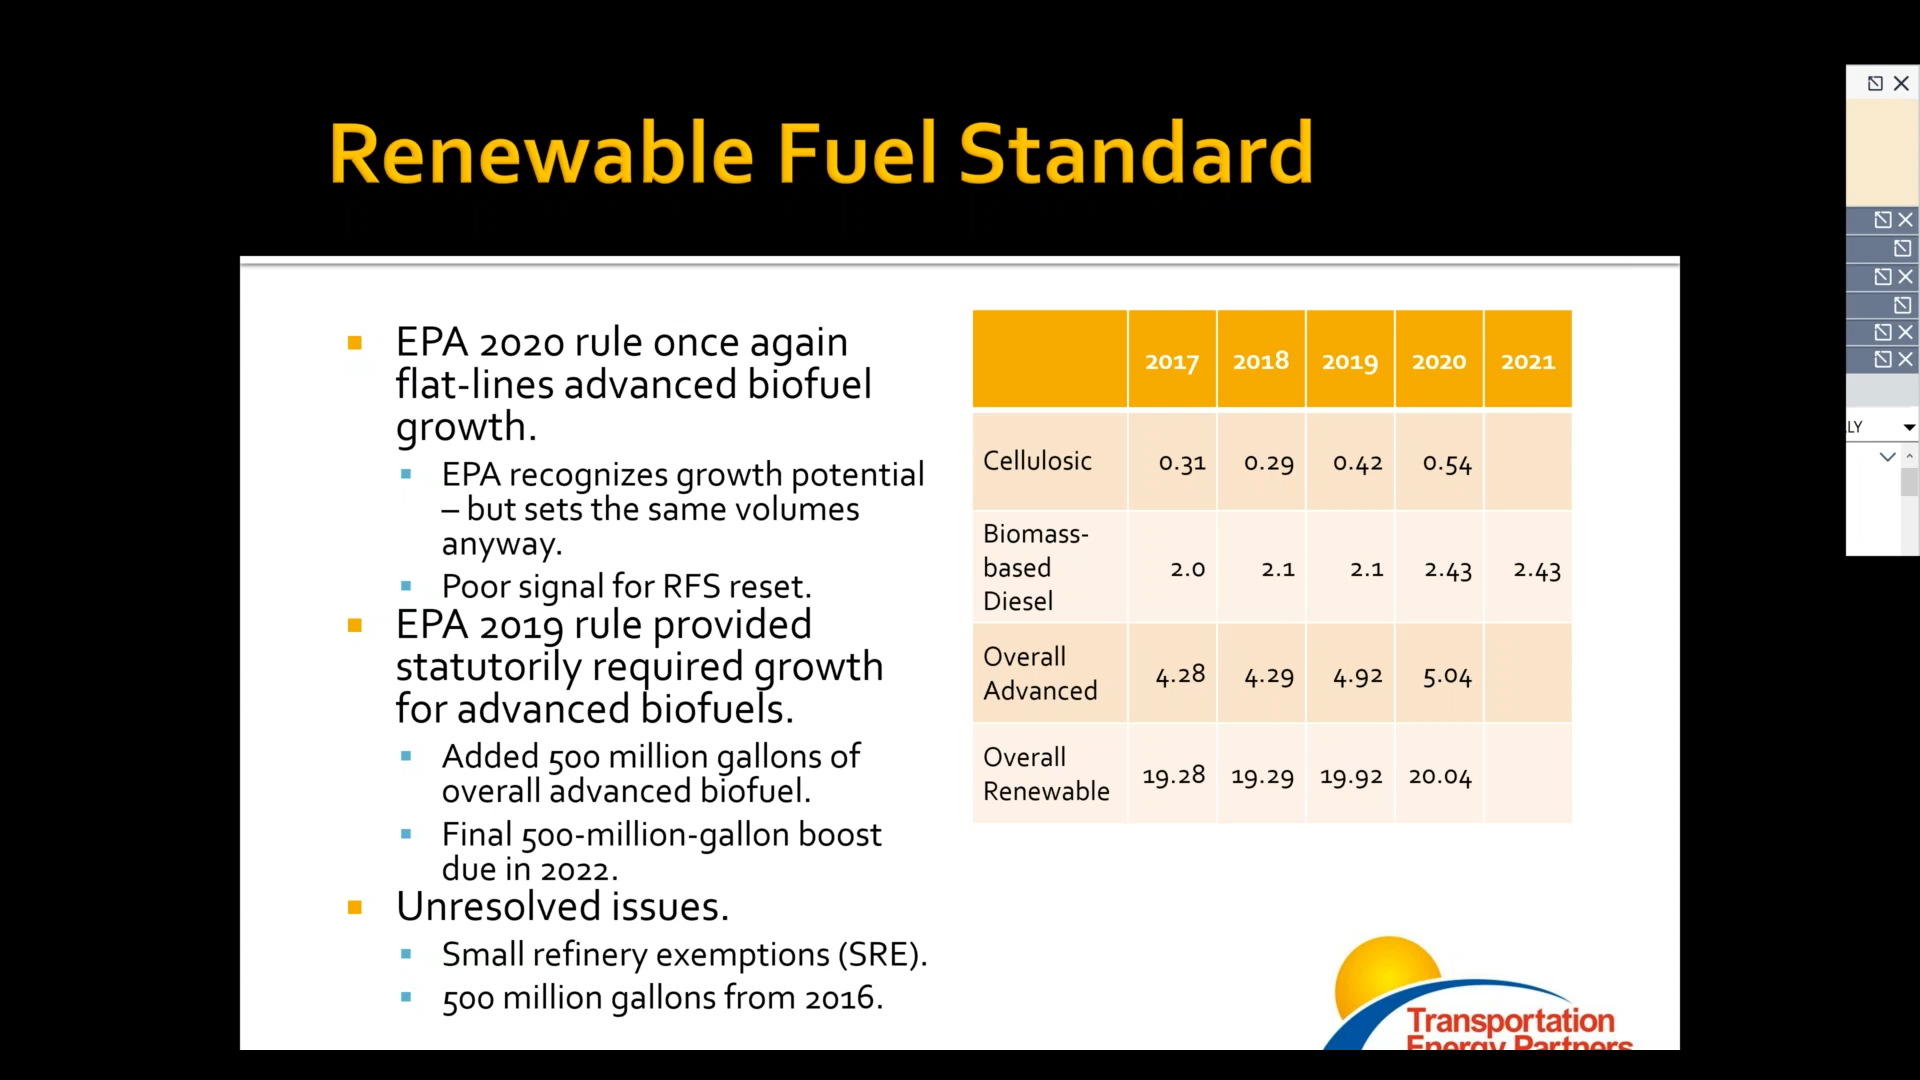 Renewable Fuel Standard
EPA 2020 rule once again
flat-lines advanced biofuel
growth.
EPA recognizes growth potential
– but sets the same volumes
anyway.
Poor signal for RFS reset.
EPA 2019 rule provided
statutorily required growth
for advanced biofuels.
Added 500 million gallons of
overall advanced biofuel.
Final 500-million-gallon boost
due in 2022.
Unresolved issues.
Small refinery exemptions (SRE).
500 million gallons from 2016.
2017 2018 2019 2020 2021
Cellulosic 0.31 0.29 0.42 0.54
Biomass-
based
Diesel 2.0 2.1 2.1 2.43 2.43
Overall
Advanced 4.28 4.29 4.92 5.04
Overall
Renewable 19.28 19.29 19.92 20.04
Transportation
Energy Partners
LY